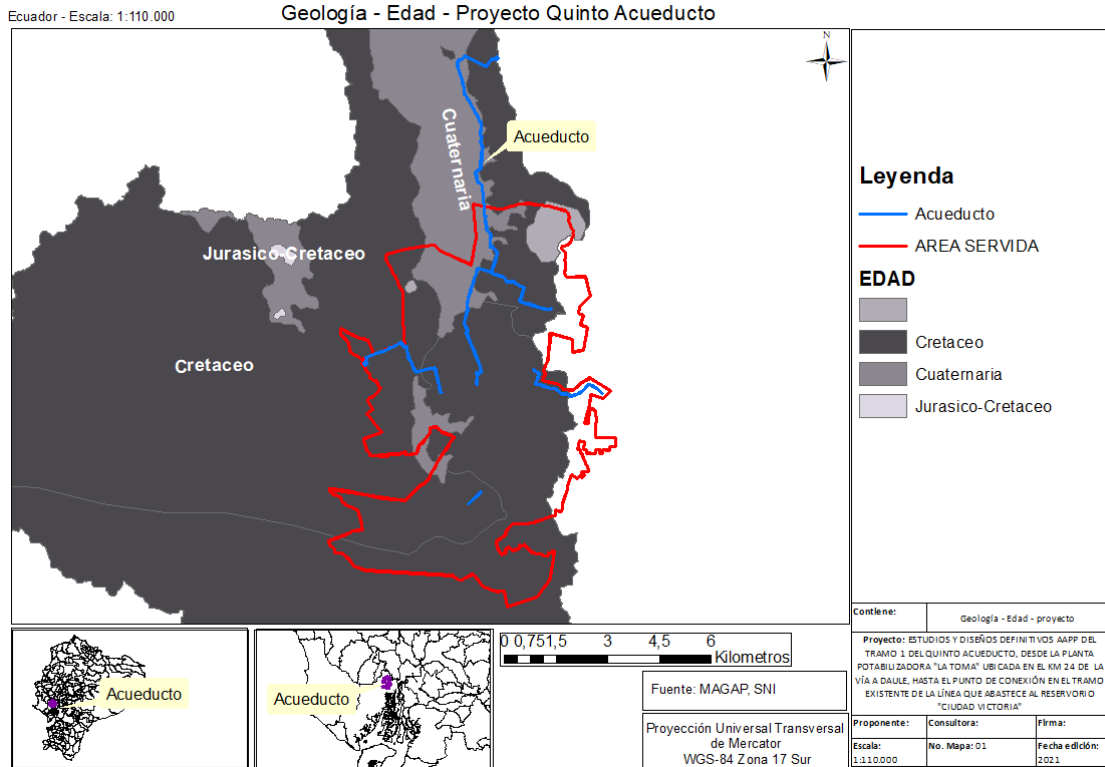 Ecuador - Escala: 1:110.000
Geología - Edad - Proyecto Quinto Acueducto
N
Cuaternaria
Acueducto
Jurasico-Cretaceo
Cretaceo
Leyenda
Acueducto
AREA SERVIDA
EDAD
Cretaceo
Cuaternaria
Jurasico-Cretaceo
Acueducto
Acueducto
0 0,751,5 3 4,5 6
Kilometros
Fuente: MAGAP, SNI
Proyección Universal Transversal
de Mercator
WGS-84 Zona 17 Sur
Contiene:
Geología - Edad - proyecto
Proyecto: ESTUDIOS Y DISEÑOS DEFINITIVOS AAPP DEL
TRAMO 1 DEL QUINTO ACUEDUCTO, DESDE LA PLANTA
POTABILIZADORA "LA TOMA" UBICADA EN EL KM 24 DE LA
VÍA A DAULE, HASTA EL PUNTO DE CONEXIÓN EN EL TRAMO
EXISTENTE DE LA LÍNEA QUE ABASTECE AL RESERVORIO
"CIUDAD VICTORIA"
Proponente: Consultora: Firma:
Escala: No. Mapa: 01 Fecha edición:
1:110.000 2021